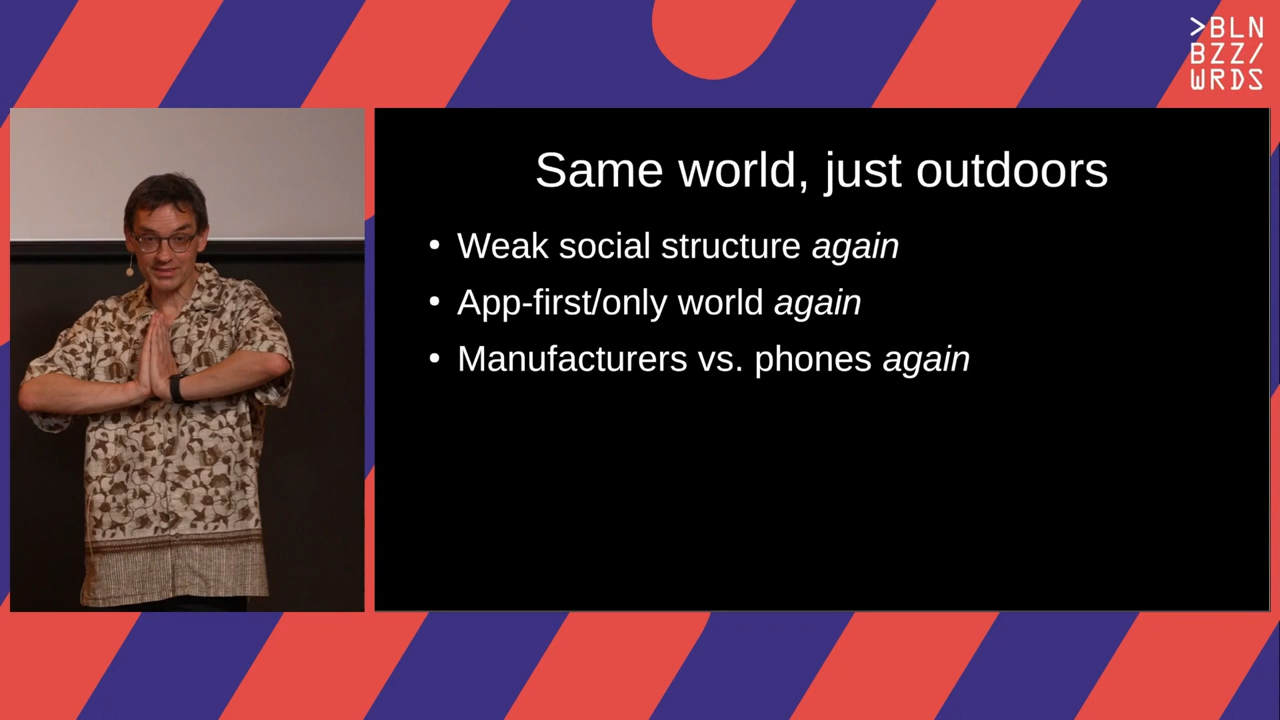 >BLN
BZZ/
WRDS
Same world, just outdoors
• Weak social structure again
• App-first/only world again
• Manufacturers vs. phones again